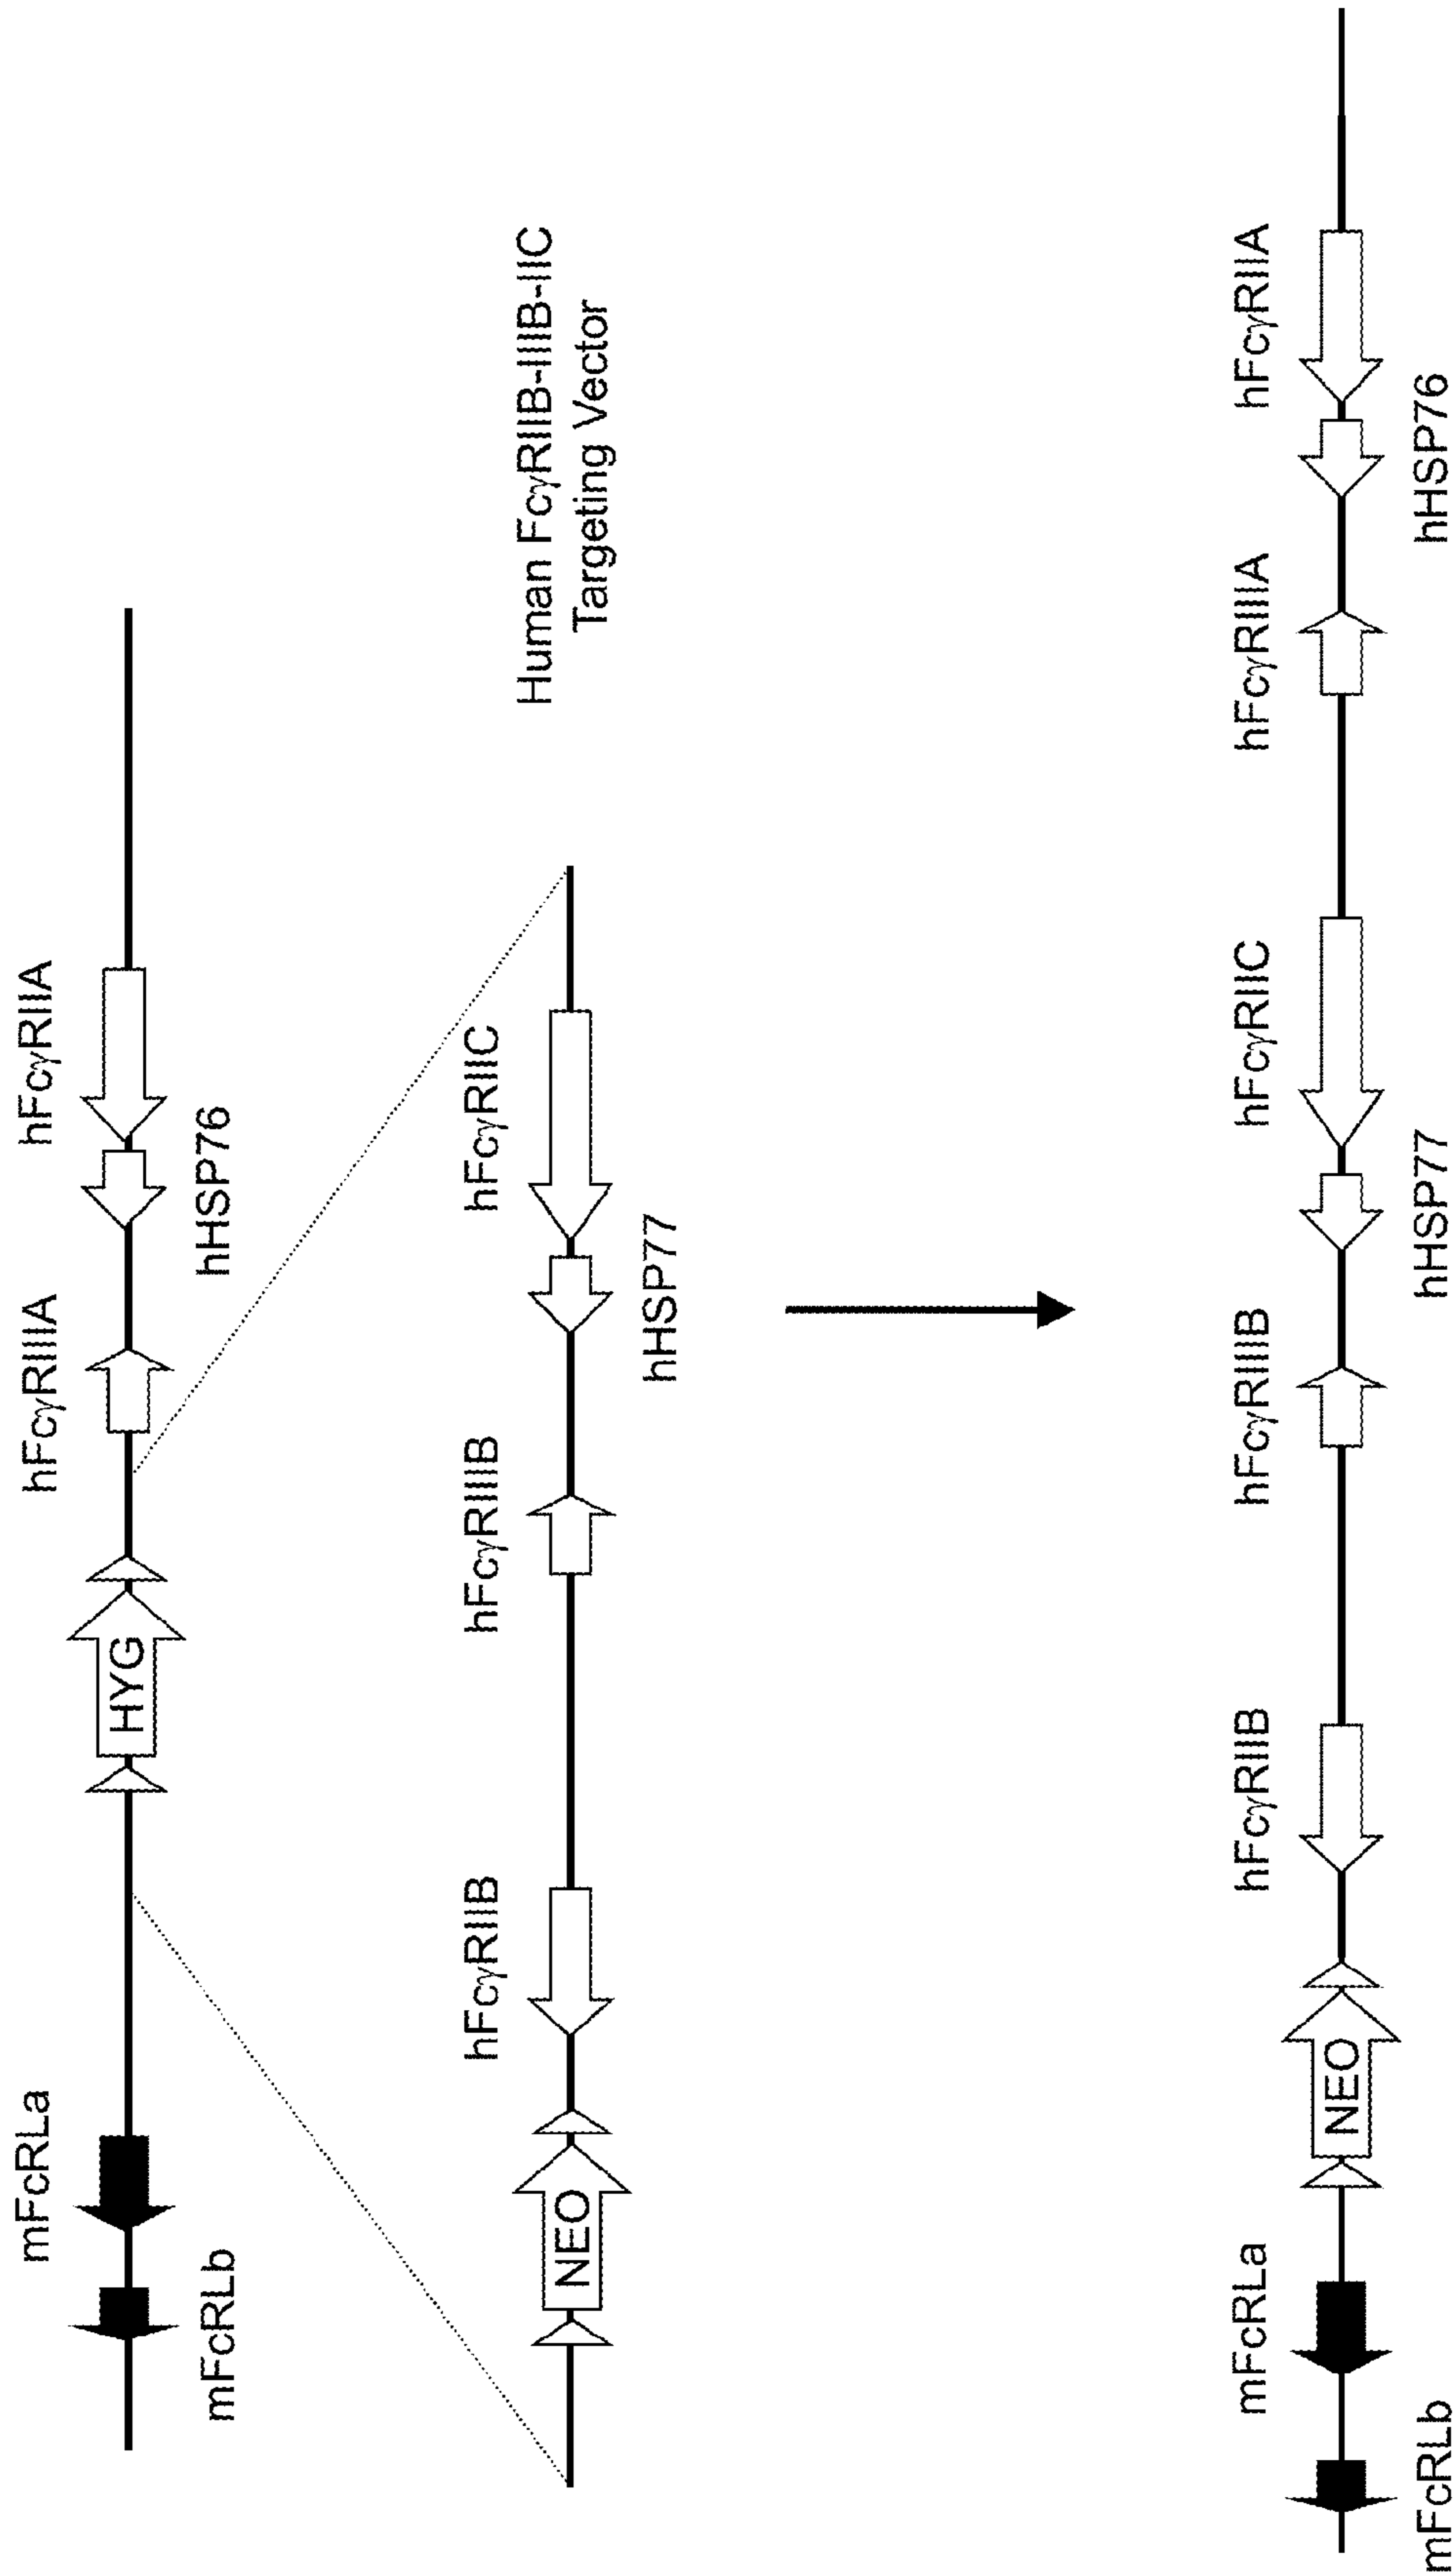 mFcRLa
mFcRLb
HYG
hFcγRIIIA
hHSP76
hFcγRIIA
NEO
hFcγRIIB
hFcγRIIIB
hHSP77
hFcγRIIC
Human FcγRIIB-IIIB-IIC
Targeting Vector
mFcRLb
mFcRLa
NEO
hFcγRIIB
hFcγRIIIB
hHSP77
hFcγRIIC
hFcγRIIIA
hHSP76
hFcγRIIA